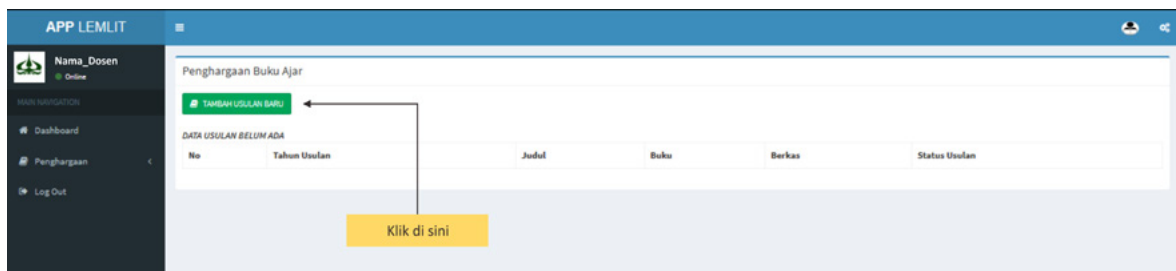 APP LEMLIT
Nama_Dosen
Online
MAIN NAVIGATION
Dashboard
Penghargaan
Log Out
Penghargaan Buku Ajar
TAMBAH USULAN BARU
DATA USULAN BELUM ADA
No Tahun Usulan Judul Buku Berkas Status Usulan
Klik di sini